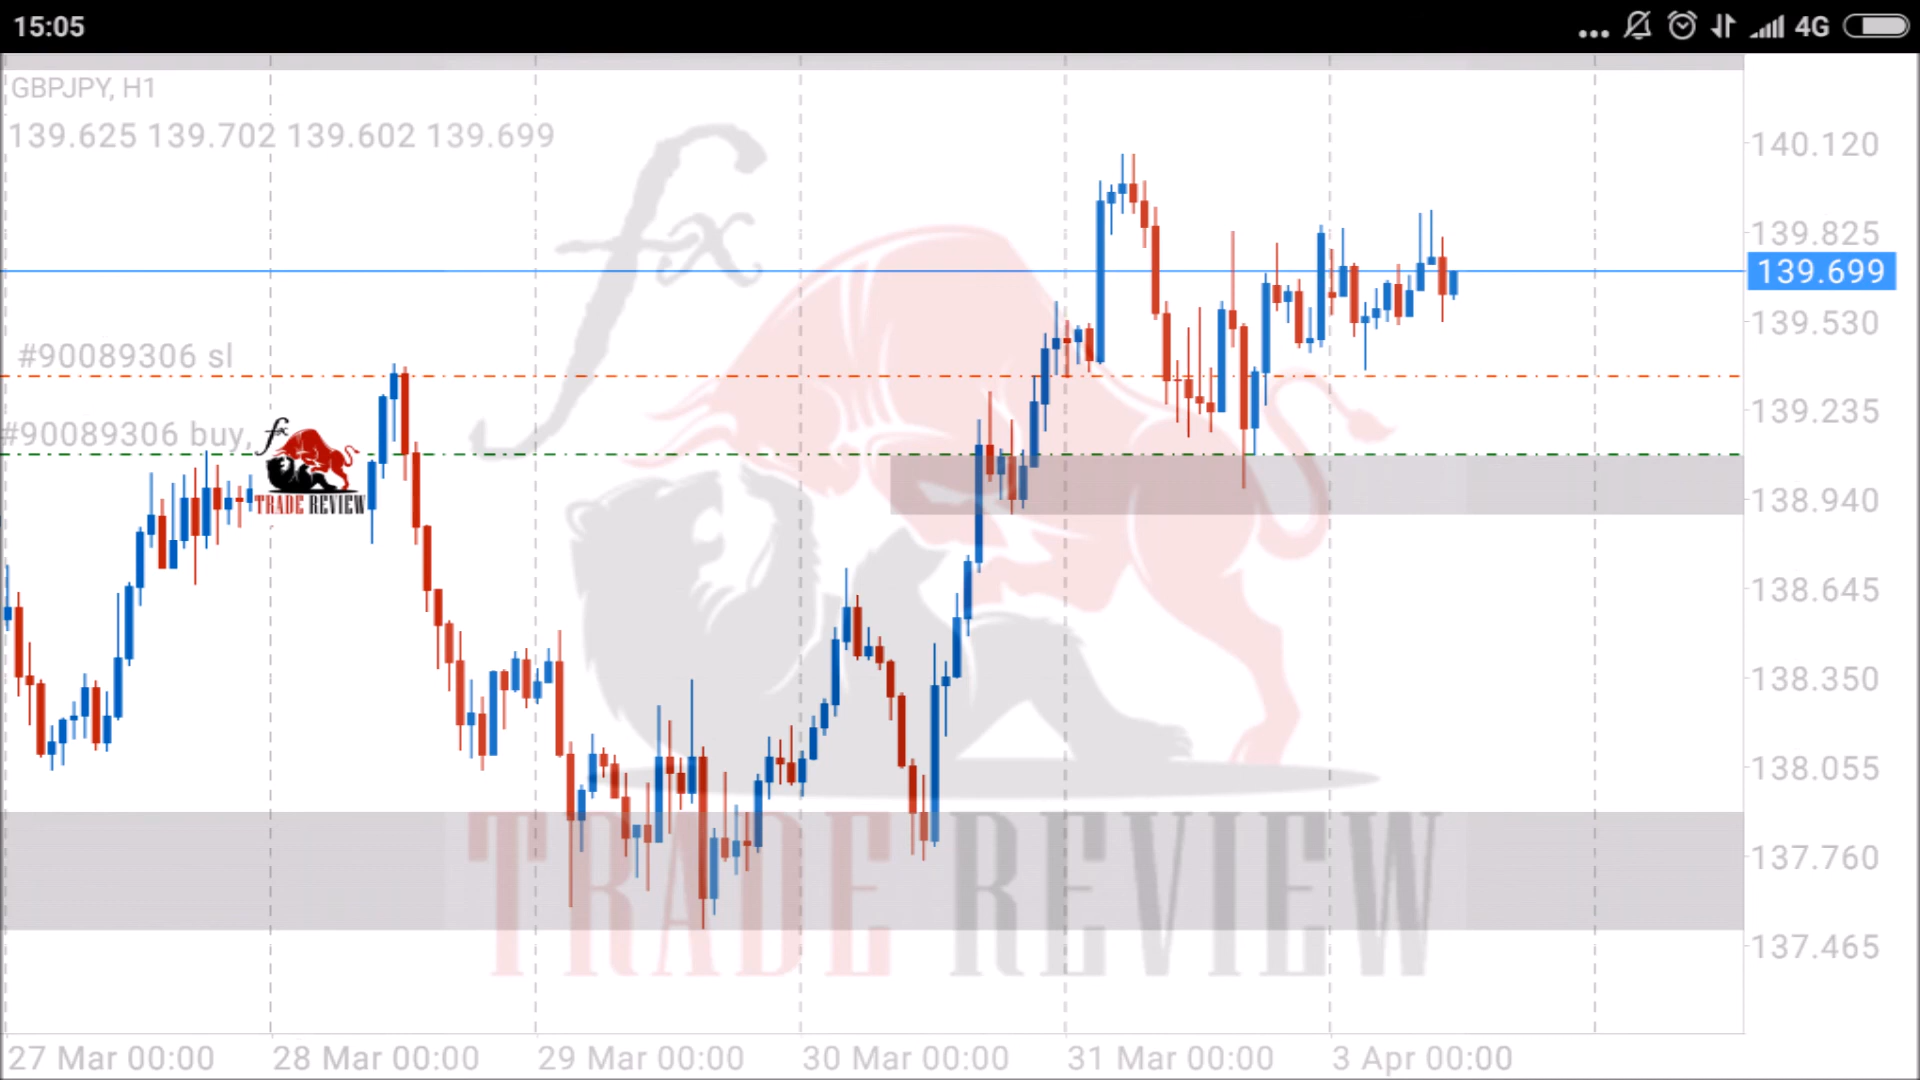 15:05
... 4G
GBPJPY, H1
139.625 139.702 139.602 139.699
140.120
139.825
139.699
139.530
#90089306 sl
139.235
#90089306 buy,
fx
TRADE REVIEW
138.940
138.645
138.350
138.055
137.760
137.465
fx
TRADE REVIEW
27 Mar 00:00 28 Mar 00:00 29 Mar 00:00 30 Mar 00:00 31 Mar 00:00 3 Apr 00:00